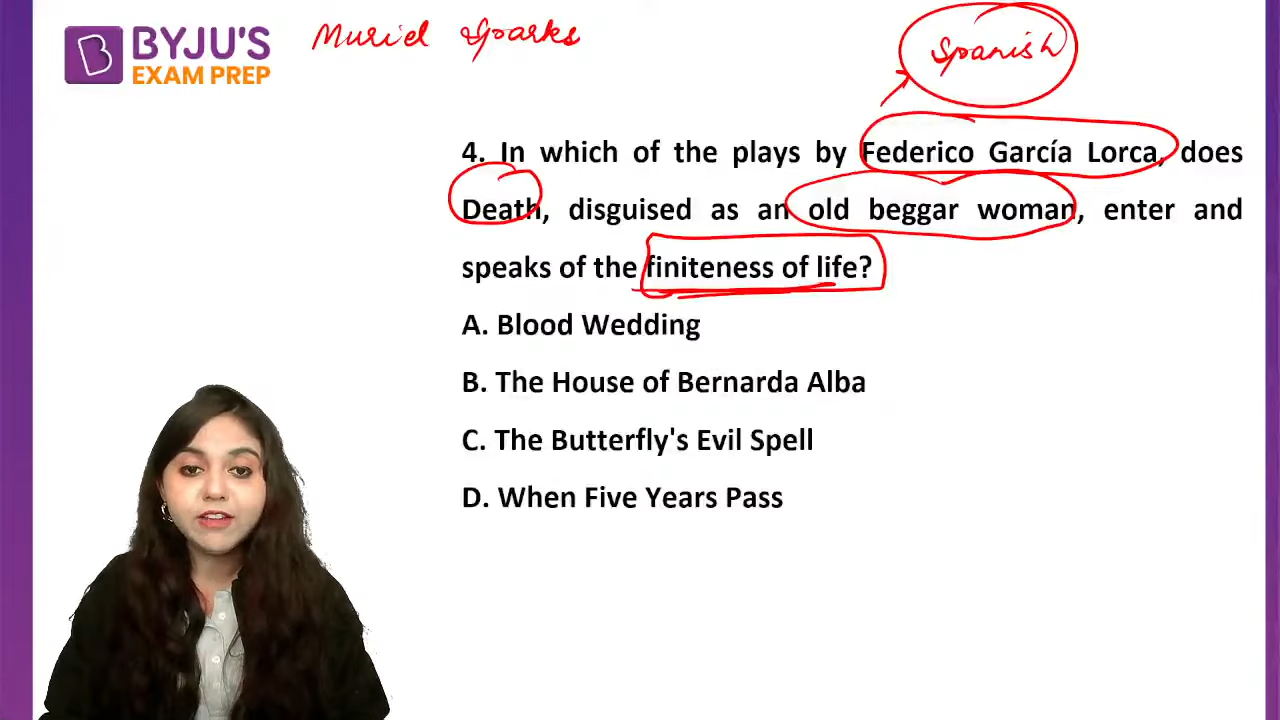 BYJU'S
EXAM PREP
Muriel Sparks
Spanish
4. In which of the plays by Federico García Lorca, does
Death, disguised as an old beggar woman, enter and
speaks of the finiteness of life?
A. Blood Wedding
B. The House of Bernarda Alba
C. The Butterfly's Evil Spell
D. When Five Years Pass